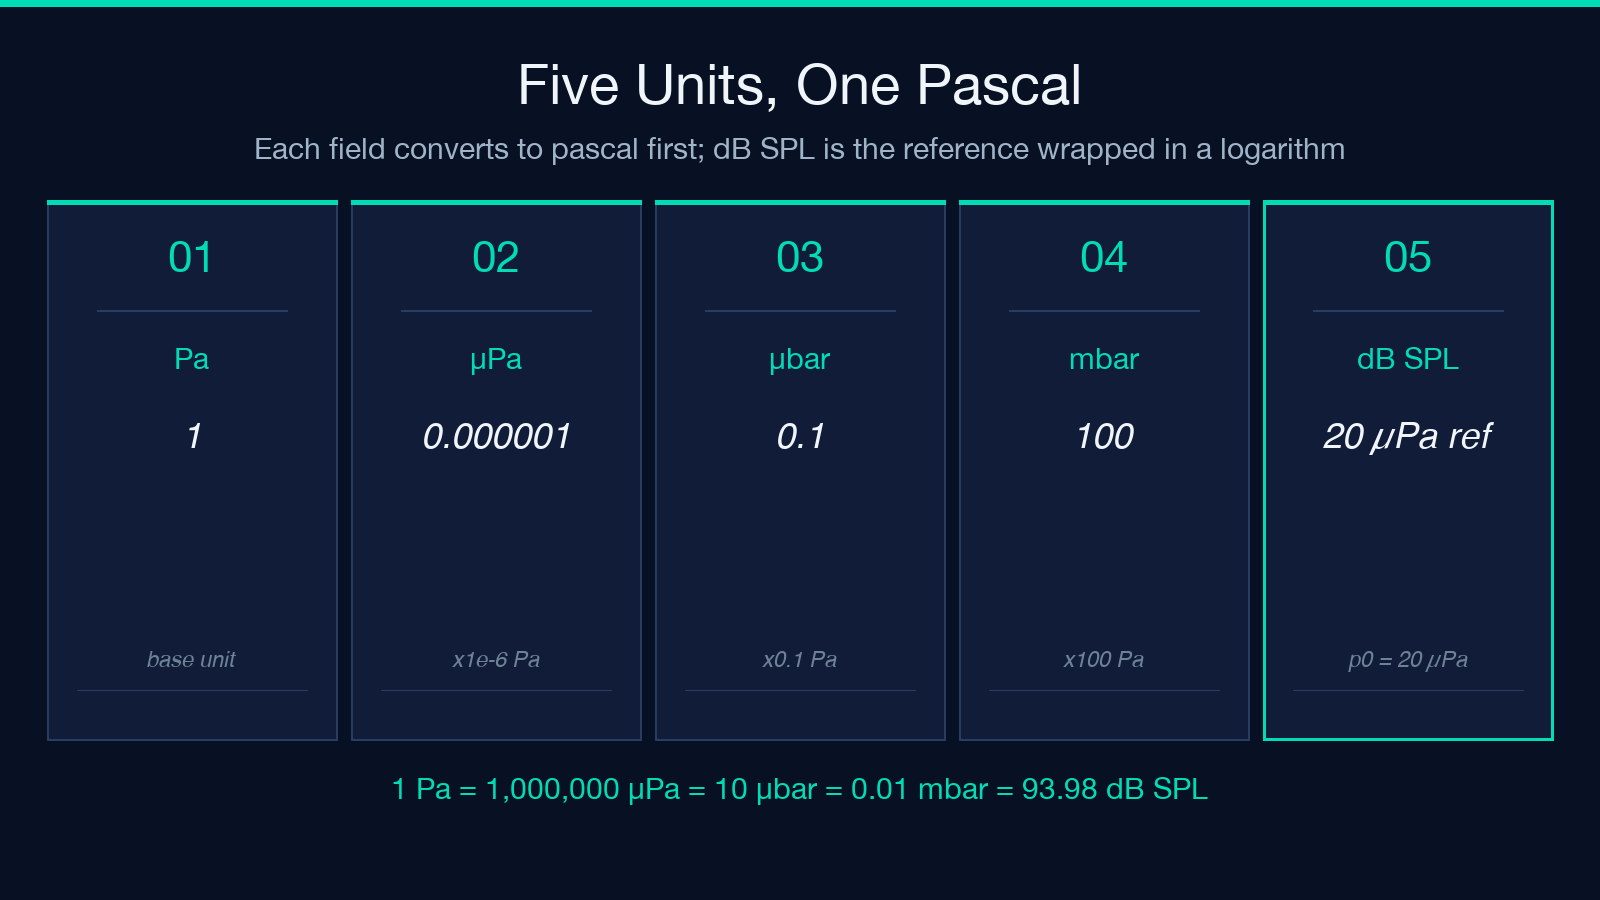 Five Units, One Pascal
Each field converts to pascal first; dB SPL is the reference wrapped in a logarithm
01
Pa
1
base unit
02
µPa
0.000001
x1e-6 Pa
03
µbar
0.1
x0.1 Pa
04
mbar
100
x100 Pa
05
dB SPL
20 µPa ref
p0 = 20 µPa
1 Pa = 1,000,000 µPa = 10 µbar = 0.01 mbar = 93.98 dB SPL